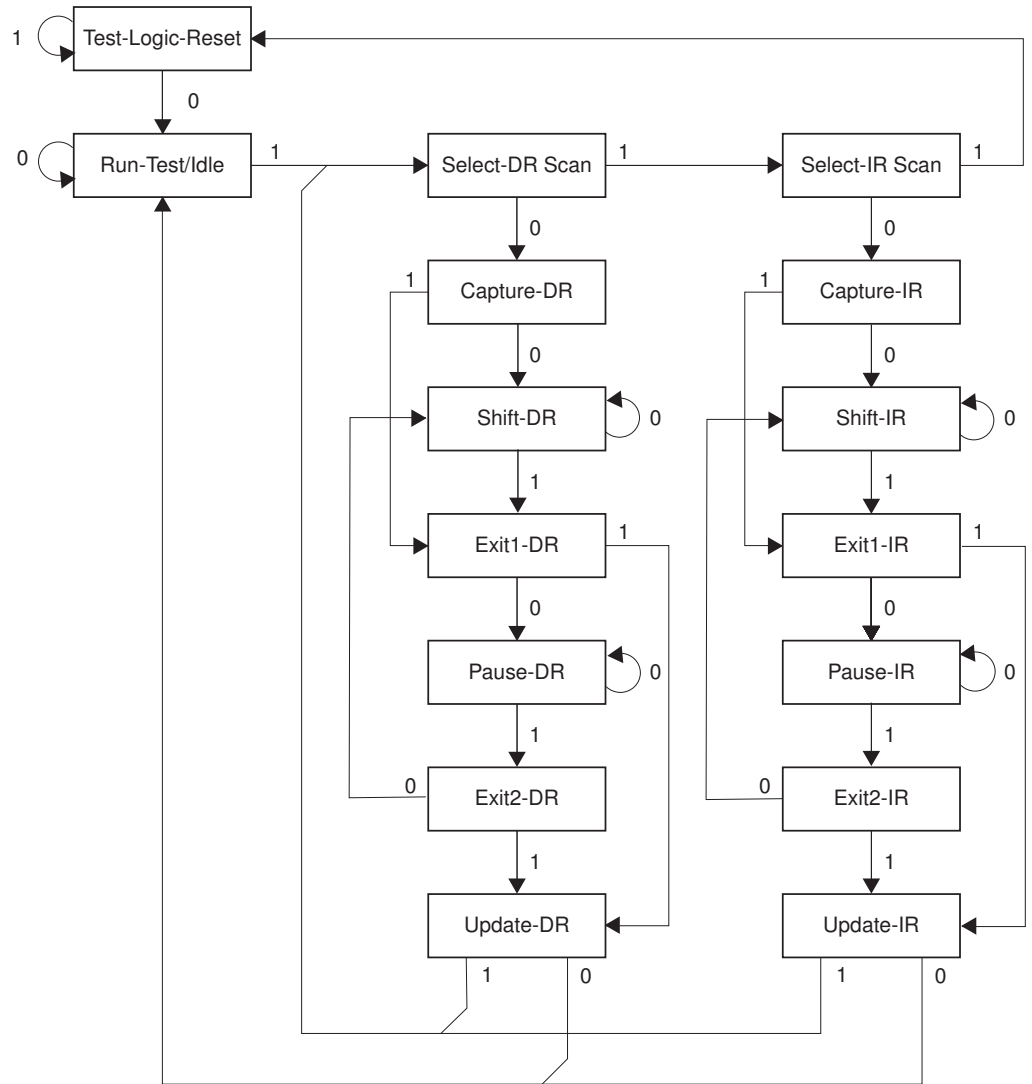 1 Test-Logic-Reset
0
0 Run-Test/Idle 1 Select-DR Scan 1 Select-IR Scan 1
0 0
1 Capture-DR 1 Capture-IR
0 0
Shift-DR 0 Shift-IR 0
1 1
Exit1-DR 1 Exit1-IR 1
0 0
Pause-DR 0 Pause-IR 0
1 1
0 Exit2-DR 0 Exit2-IR
1 1
Update-DR Update-IR
1 0 1 0